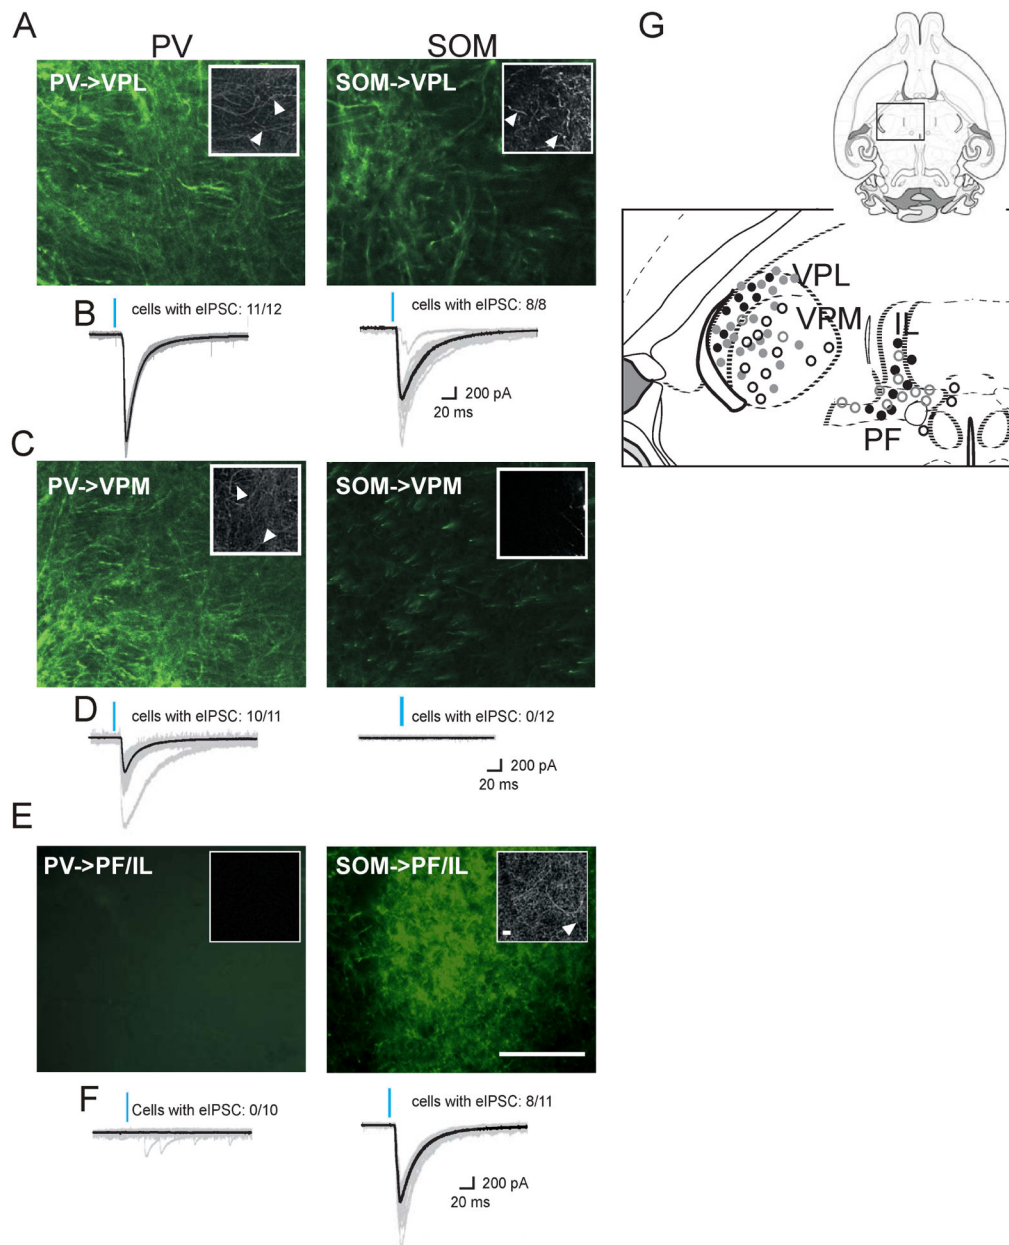 A
PV
SOM
G
PV->VPL
SOM->VPL
B
cells with eIPSC: 11/12
cells with eIPSC: 8/8
200 pA
20 ms
VPL
VPM
IL
PF
C
PV->VPM
SOM->VPM
D
cells with eIPSC: 10/11
cells with eIPSC: 0/12
200 pA
20 ms
E
PV->PF/IL
SOM->PF/IL
F
Cells with eIPSC: 0/10
cells with eIPSC: 8/11
200 pA
20 ms